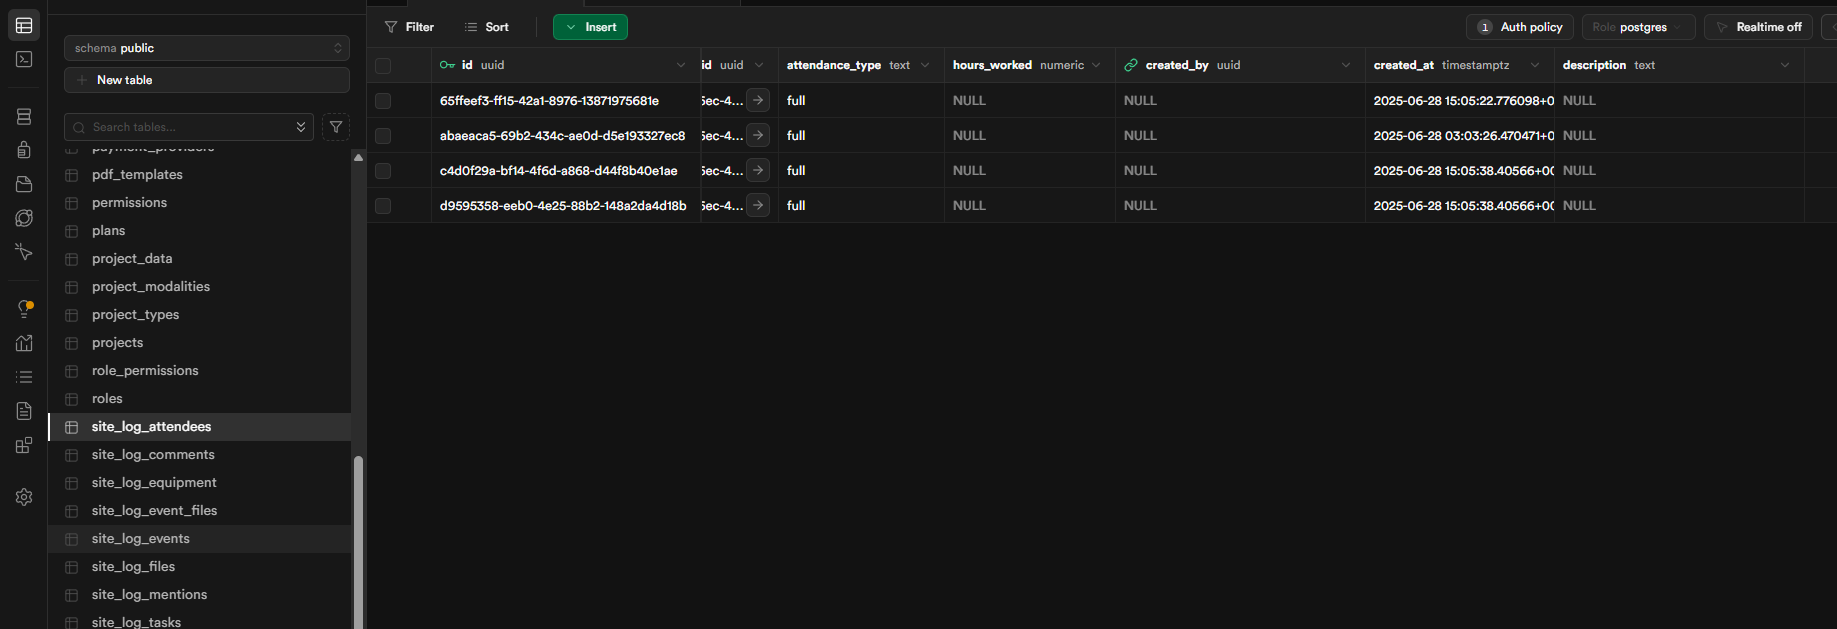 schema public
New table
Search tables...
payment_providers
pdf_templates
permissions
plans
project_data
project_modalities
project_types
projects
role_permissions
roles
site_log_attendees
site_log_comments
site_log_equipment
site_log_event_files
site_log_events
site_log_files
site_log_mentions
site_log_tasks
Filter Sort Insert 1 Auth policy Role postgres Realtime off
id uuid id uuid attendance_type text hours_worked numeric created_by uuid created_at timestamptz description text
65ffeef3-ff15-42a1-8976-13871975681e 5ec-4... full NULL NULL 2025-06-28 15:05:22.776098+0 NULL
abaeaca5-69b2-434c-ae0d-d5e193327ec8 5ec-4... full NULL NULL 2025-06-28 03:03:26.470471+0 NULL
c4d0f29a-bf14-4f6d-a868-d44f8b40e1ae 5ec-4... full NULL NULL 2025-06-28 15:05:38.40566+00 NULL
d9595358-eeb0-4e25-88b2-148a2da4d18b 5ec-4... full NULL NULL 2025-06-28 15:05:38.40566+00 NULL